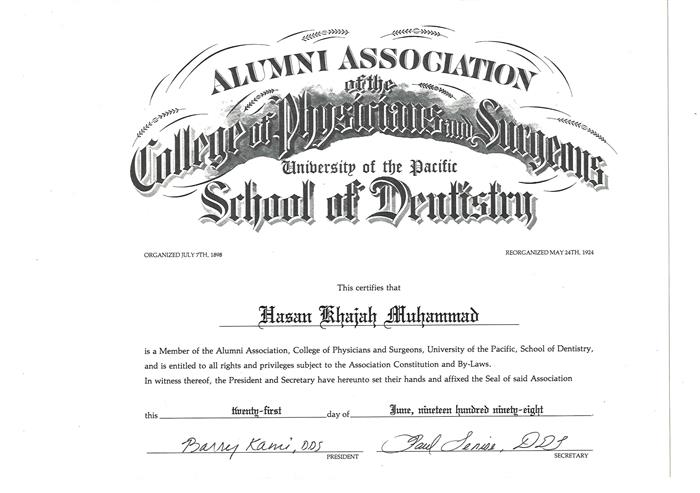 ALUMNI ASSOCIATION
of the
College of Physicians and Surgeons
University of the Pacific
School of Dentistry
ORGANIZED JULY 7TH, 1898 REORGANIZED MAY 24TH, 1924
This certifies that
Hasan Khajah Muhammad
is a Member of the Alumni Association, College of Physicians and Surgeons, University of the Pacific, School of Dentistry,
and is entitled to all rights and privileges subject to the Association Constitution and By-Laws.
In witness thereof, the President and Secretary have hereunto set their hands and affixed the Seal of said Association
this twenty-first day of June, nineteen hundred ninety-eight
Barry Kami, DDS Paul Senise, DDS
PRESIDENT SECRETARY